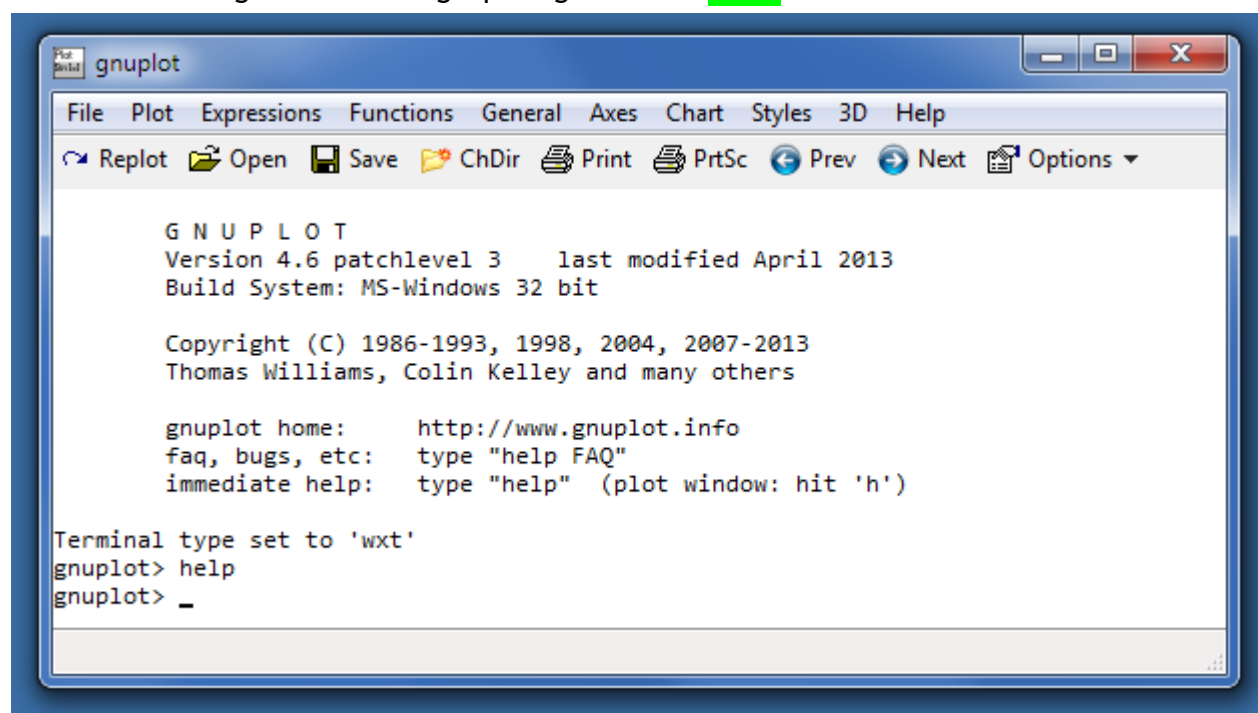 gnuplot
File Plot Expressions Functions General Axes Chart Styles 3D Help
Replot Open Save ChDir Print PrtSc Prev Next Options
G N U P L O T
Version 4.6 patchlevel 3    last modified April 2013
Build System: MS-Windows 32 bit
Copyright (C) 1986-1993, 1998, 2004, 2007-2013
Thomas Williams, Colin Kelley and many others
gnuplot home:     http://www.gnuplot.info
faq, bugs, etc:   type "help FAQ"
immediate help:   type "help"  (plot window: hit 'h')
Terminal type set to 'wxt'
gnuplot> help
gnuplot> _